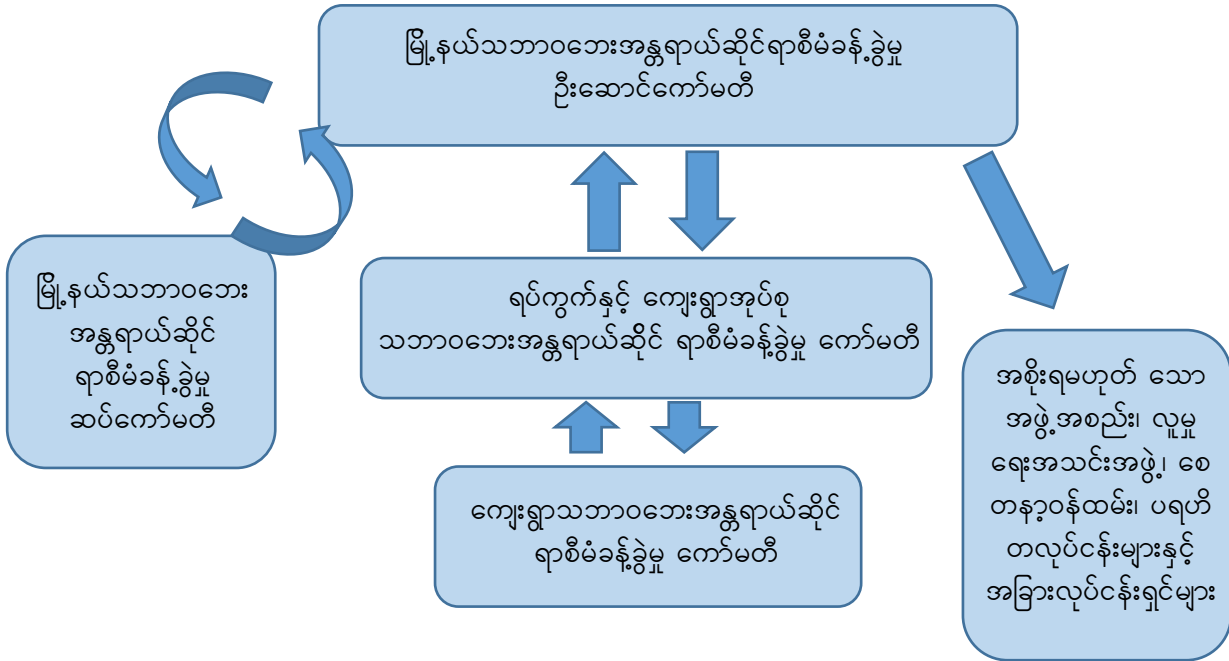 မြို့နယ်သဘာဝဘေးအန္တရာယ်ဆိုင်ရာစီမံခန့်ခွဲမှု
ဦးဆောင်ကော်မတီ
မြို့နယ်သဘာဝဘေး
အန္တရာယ်ဆိုင်
ရာစီမံခန့်ခွဲမှု
ဆပ်ကော်မတီ
ရပ်ကွက်နှင့် ကျေးရွာအုပ်စု
သဘာဝဘေးအန္တရာယ်ဆိုင် ရာစီမံခန့်ခွဲမှု ကော်မတီ
ကျေးရွာသဘာဝဘေးအန္တရာယ်ဆိုင်
ရာစီမံခန့်ခွဲမှု ကော်မတီ
အစိုးရမဟုတ် သော
အဖွဲ့အစည်း၊ လူမှု
ရေးအသင်းအဖွဲ့၊ စေ
တနာ့ဝန်ထမ်း၊ ပရဟိ
တလုပ်ငန်းများနှင့်
အခြားလုပ်ငန်းရှင်များ